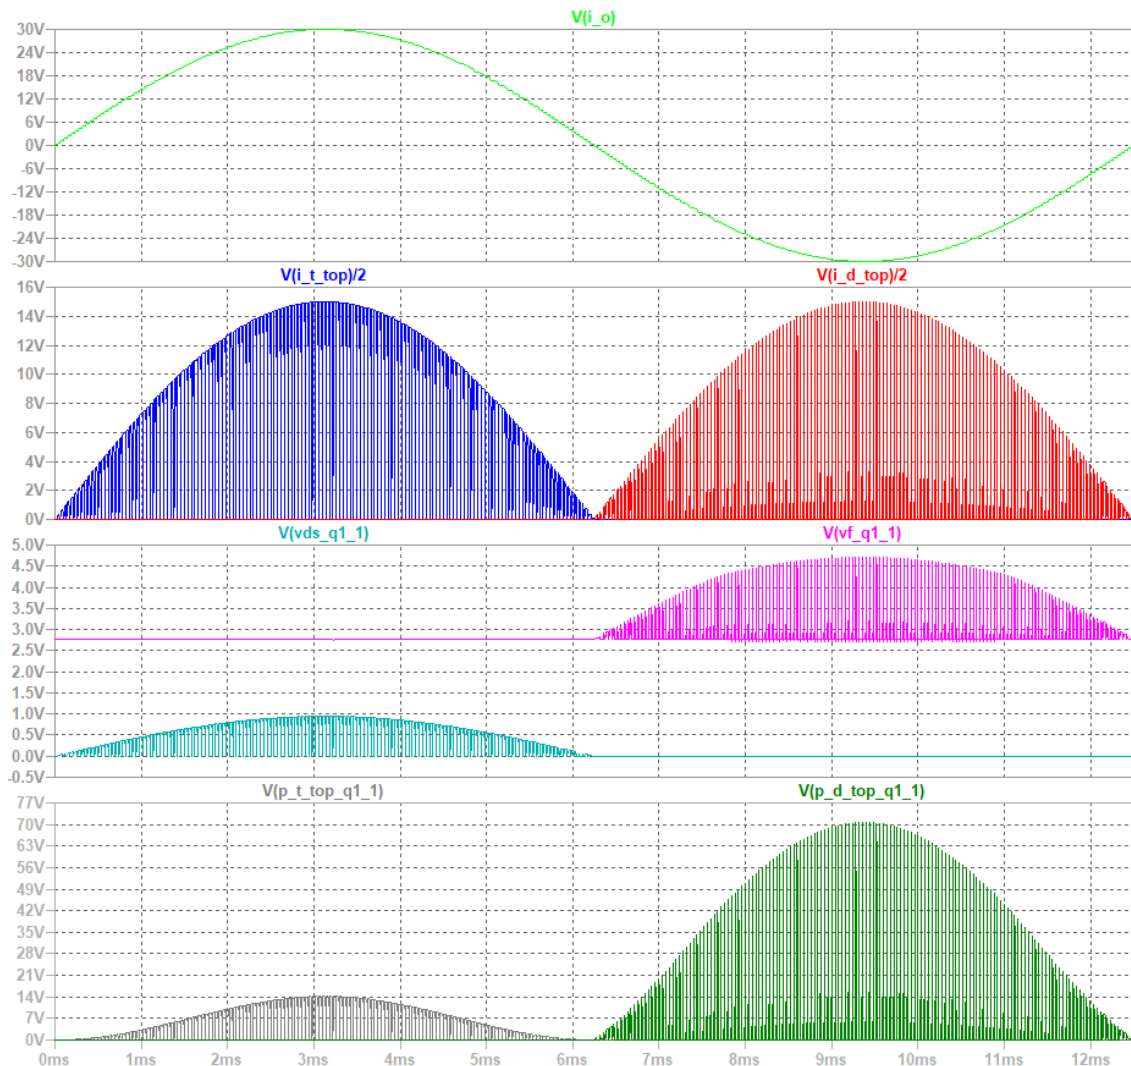 V(i_o)
30V
24V
18V
12V
6V
0V
-6V
-12V
-18V
-24V
-30V
V(i_t_top)/2 V(i_d_top)/2
16V
14V
12V
10V
8V
6V
4V
2V
0V
V(vds_q1_1) V(vf_q1_1)
5.0V
4.5V
4.0V
3.5V
3.0V
2.5V
2.0V
1.5V
1.0V
0.5V
0.0V
-0.5V
V(p_t_top_q1_1) V(p_d_top_q1_1)
77V
70V
63V
56V
49V
42V
35V
28V
21V
14V
7V
0V
0ms 1ms 2ms 3ms 4ms 5ms 6ms 7ms 8ms 9ms 10ms 11ms 12ms